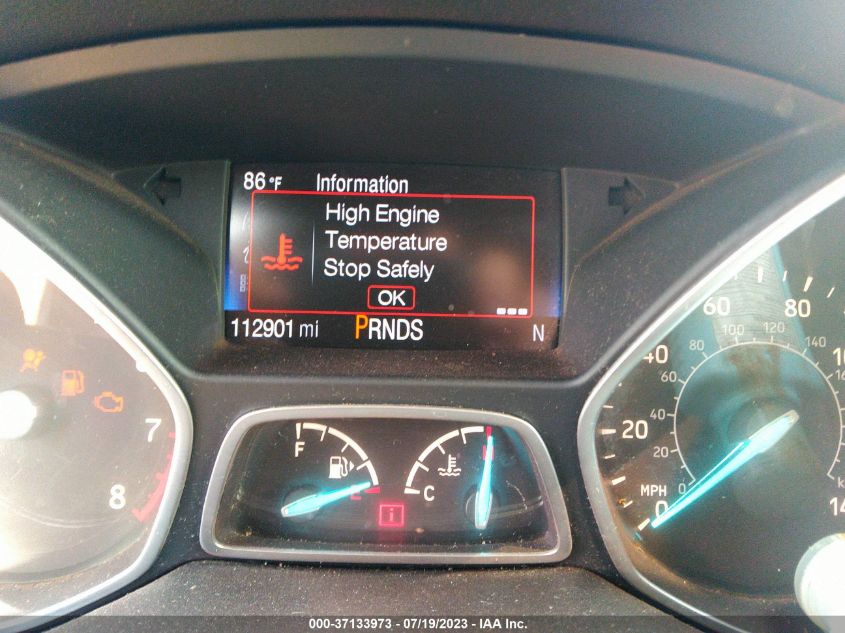 86°F Information
High Engine
Temperature
Stop Safely
OK
112901 mi PRNDS N
7
8
F
E
C
H
i
0 20 40 60 80
MPH
0 20 40 60 80 100 120 140
000-37133973 - 07/19/2023 - IAA Inc.